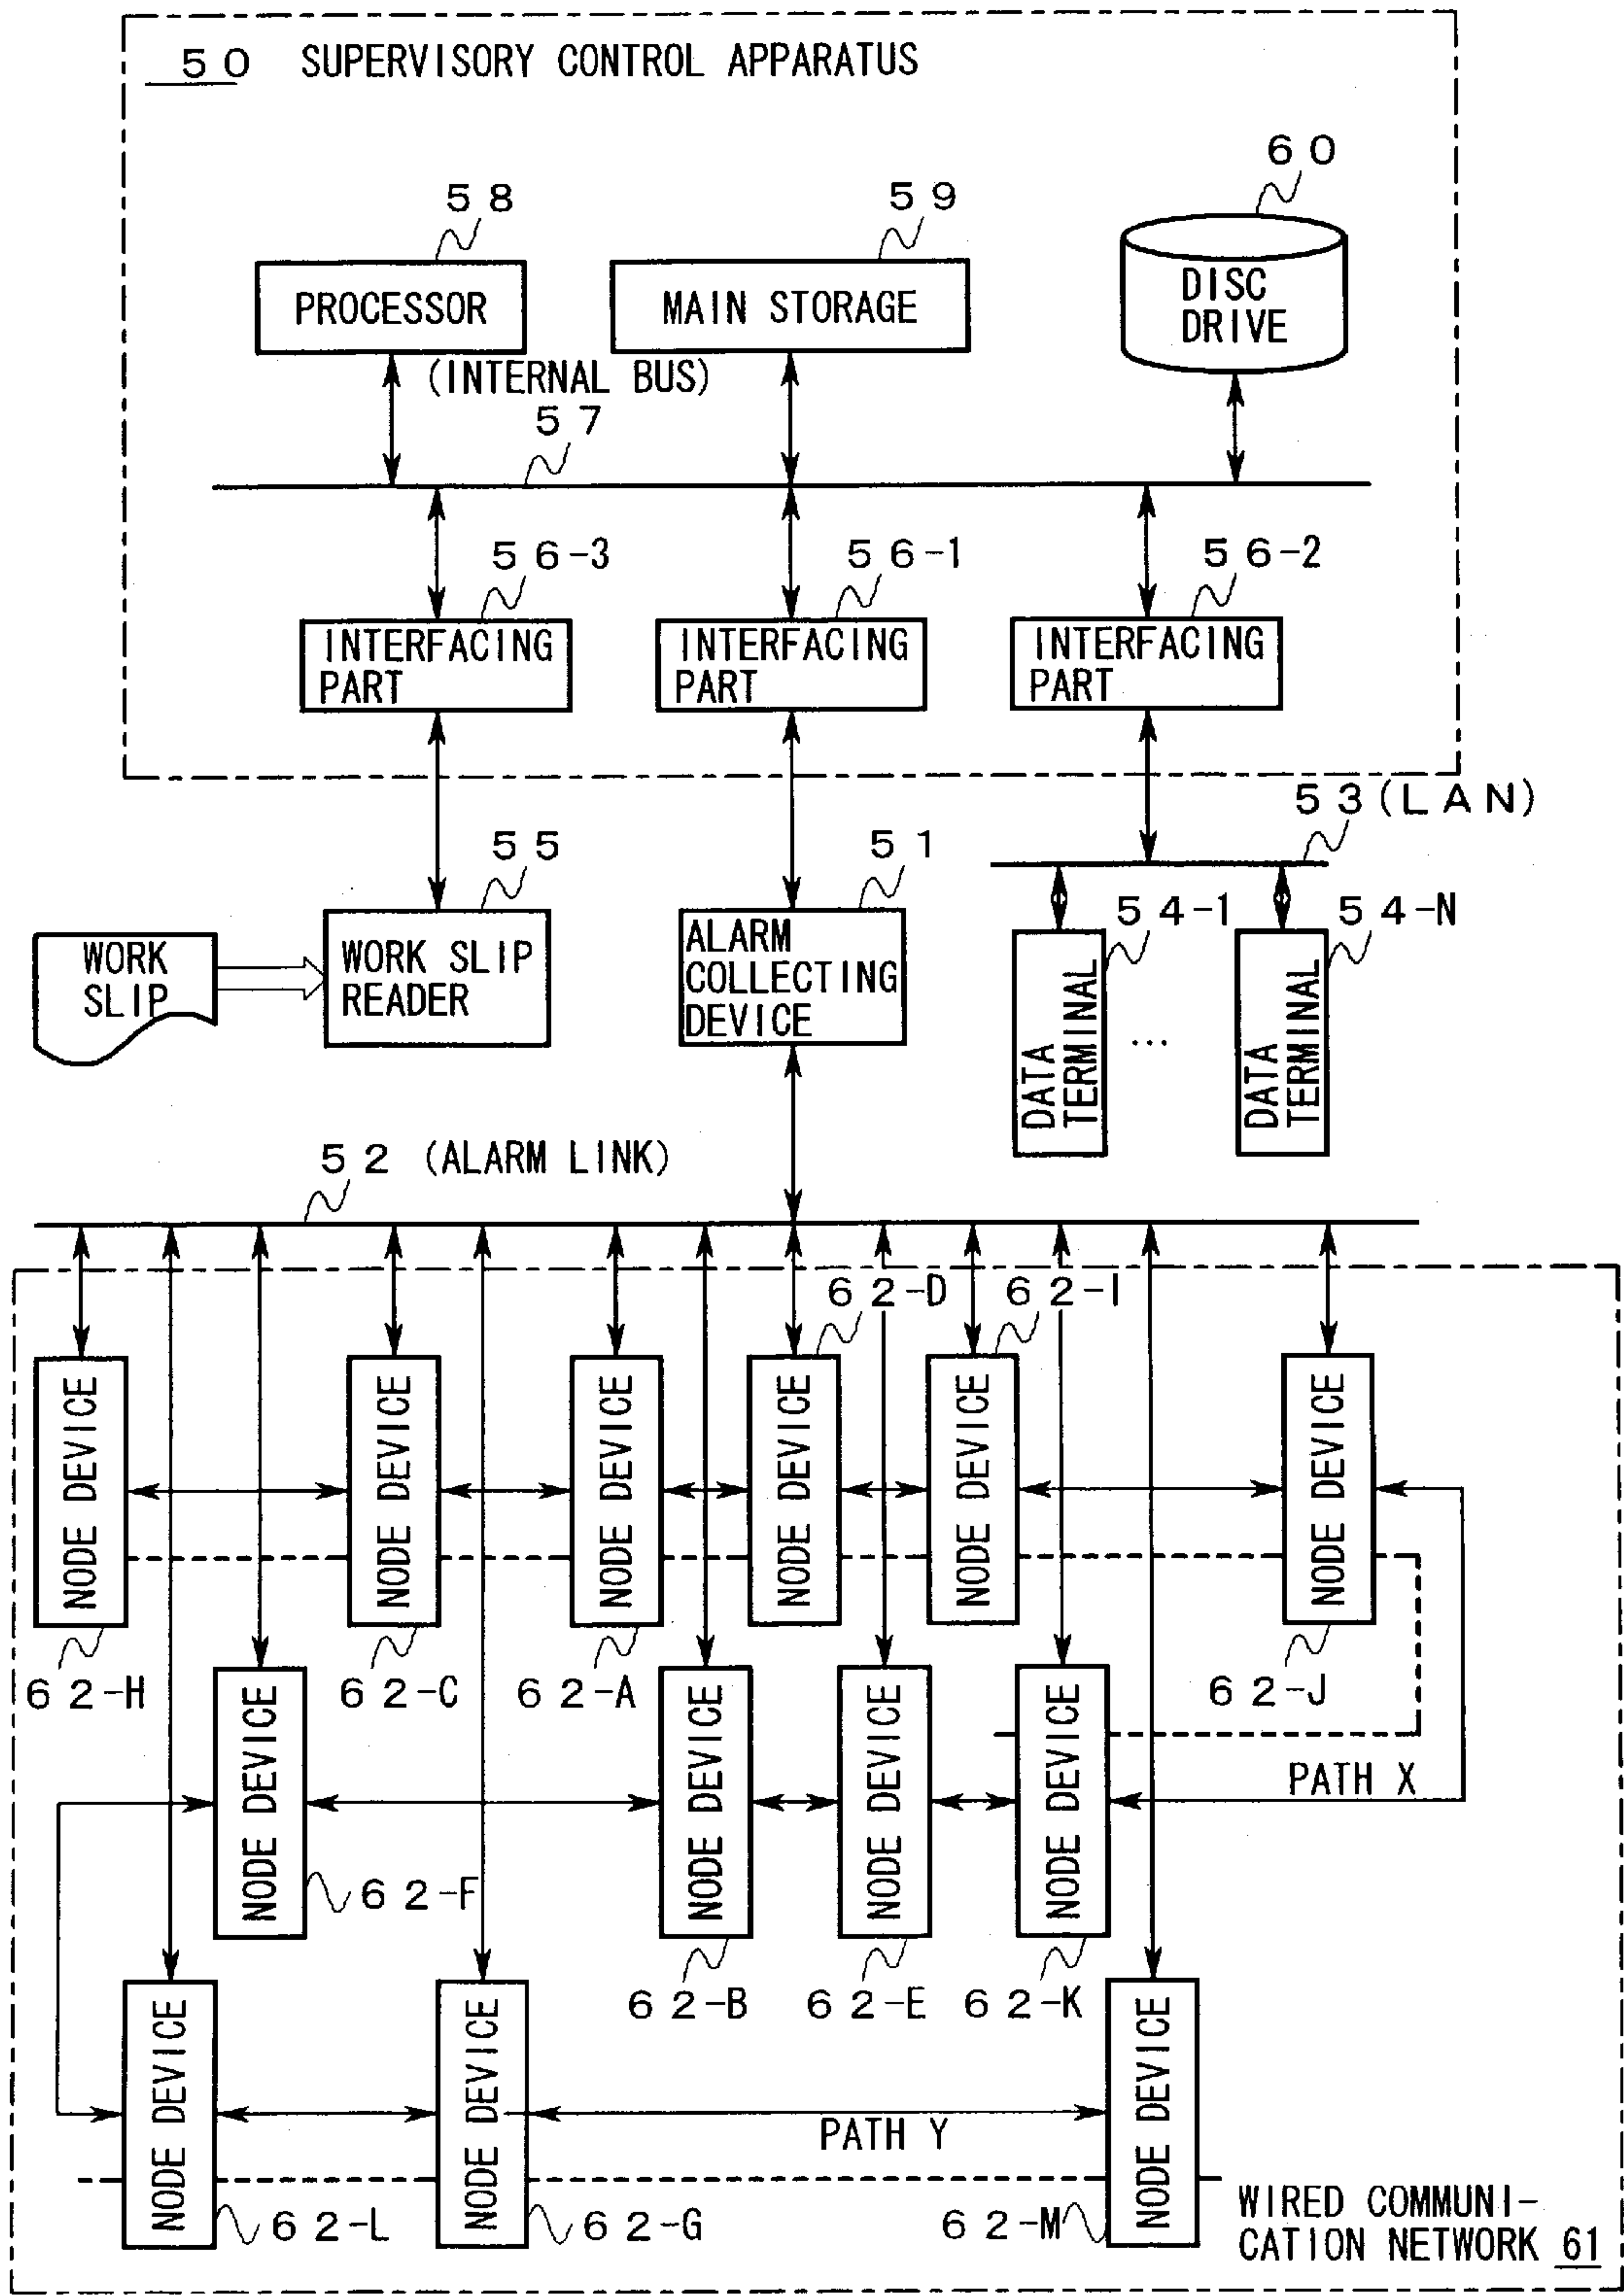 50 SUPERVISORY CONTROL APPARATUS
60
58
59
PROCESSOR
MAIN STORAGE
DISC
DRIVE
(INTERNAL BUS)
57
56-3
56-1
56-2
INTERFACING
PART
INTERFACING
PART
INTERFACING
PART
53(LAN)
55
51
54-1
54-N
WORK
SLIP
WORK SLIP
READER
ALARM
COLLECTING
DEVICE
DATA
TERMINAL
...
DATA
TERMINAL
52 (ALARM LINK)
62-D
62-I
NODE DEVICE
NODE DEVICE
NODE DEVICE
NODE DEVICE
NODE DEVICE
NODE DEVICE
62-H
62-C
62-A
62-J
NODE DEVICE
NODE DEVICE
NODE DEVICE
NODE DEVICE
PATH X
62-F
62-B
62-E
62-K
NODE DEVICE
NODE DEVICE
NODE DEVICE
PATH Y
62-L
62-G
62-M
WIRED COMMUNI-
CATION NETWORK 61